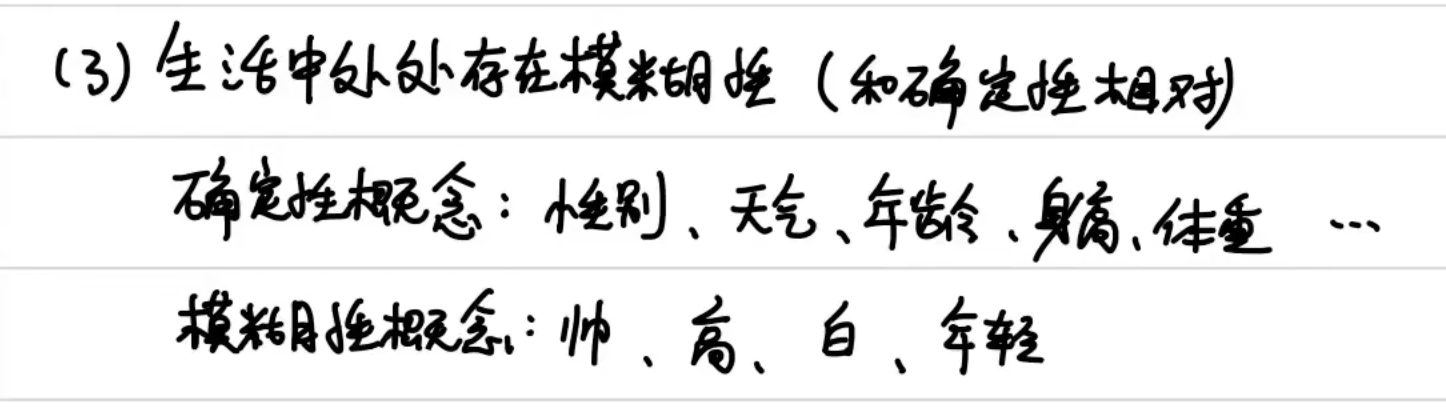 (3) 生活中处处存在模糊性（和确定性相对）
确定性概念：性别、天气、年龄、身高、体重 …
模糊性概念：帅、高、白、年轻